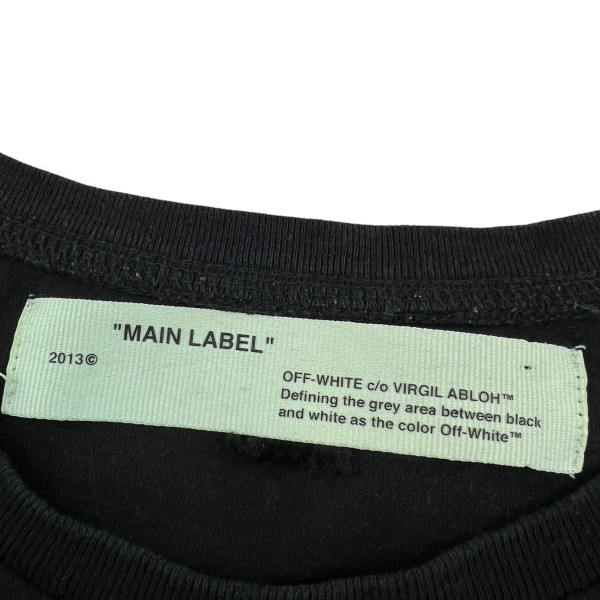 "MAIN LABEL"
2013©
OFF-WHITE c/o VIRGIL ABLOH™
Defining the grey area between black
and white as the color Off-White™